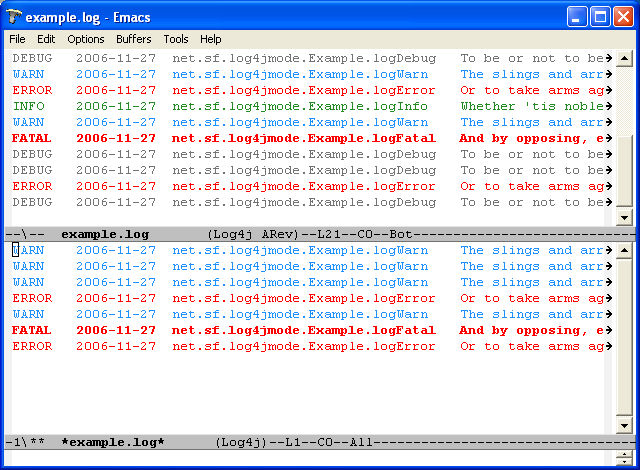 example.log - Emacs
File Edit Options Buffers Tools Help
DEBUG 2006-11-27 net.sf.log4jmode.Example.logDebug To be or not to be
WARN 2006-11-27 net.sf.log4jmode.Example.logWarn The slings and arr
ERROR 2006-11-27 net.sf.log4jmode.Example.logError Or to take arms ag
INFO 2006-11-27 net.sf.log4jmode.Example.logInfo Whether 'tis noble
WARN 2006-11-27 net.sf.log4jmode.Example.logWarn The slings and arr
FATAL 2006-11-27 net.sf.log4jmode.Example.logFatal And by opposing, e
DEBUG 2006-11-27 net.sf.log4jmode.Example.logDebug To be or not to be
DEBUG 2006-11-27 net.sf.log4jmode.Example.logDebug To be or not to be
ERROR 2006-11-27 net.sf.log4jmode.Example.logError Or to take arms ag
DEBUG 2006-11-27 net.sf.log4jmode.Example.logDebug To be or not to be
--\-- example.log (Log4j ARev)--L21--C0--Bot-----------------------------
WARN 2006-11-27 net.sf.log4jmode.Example.logWarn The slings and arr
WARN 2006-11-27 net.sf.log4jmode.Example.logWarn The slings and arr
WARN 2006-11-27 net.sf.log4jmode.Example.logWarn The slings and arr
ERROR 2006-11-27 net.sf.log4jmode.Example.logError Or to take arms ag
WARN 2006-11-27 net.sf.log4jmode.Example.logWarn The slings and arr
FATAL 2006-11-27 net.sf.log4jmode.Example.logFatal And by opposing, e
ERROR 2006-11-27 net.sf.log4jmode.Example.logError Or to take arms ag
-1\** *example.log* (Log4j)--L1--C0--All---------------------------------